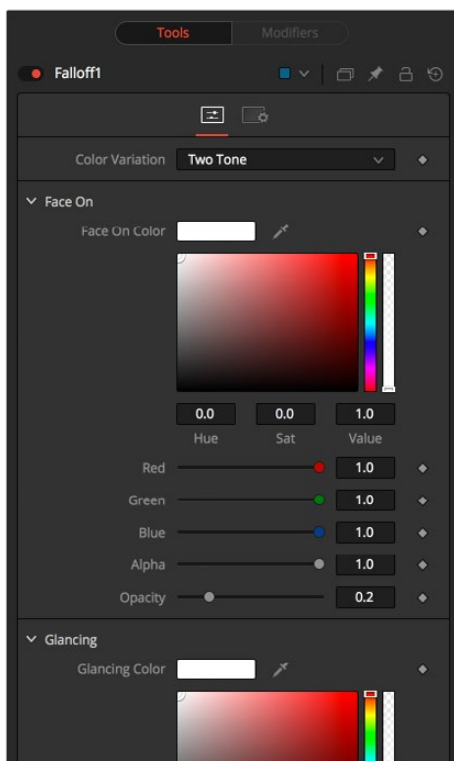 Tools Modifiers
Falloff1
Color Variation Two Tone
Face On
Face On Color
0.0 0.0 1.0
Hue Sat Value
Red 1.0
Green 1.0
Blue 1.0
Alpha 1.0
Opacity 0.2
Glancing
Glancing Color